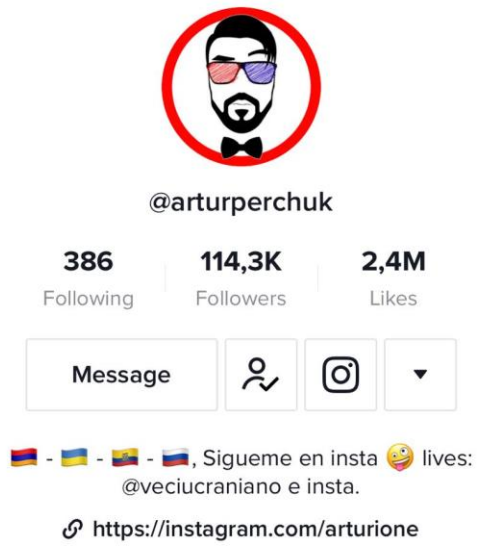 @arturperchuk
386 114,3K 2,4M
Following Followers Likes
Message
🇦🇲 - 🇺🇦 - 🇪🇨 - 🇷🇺, Sigueme en insta 🤪 lives:
@veciucraniano e insta.
https://instagram.com/arturione